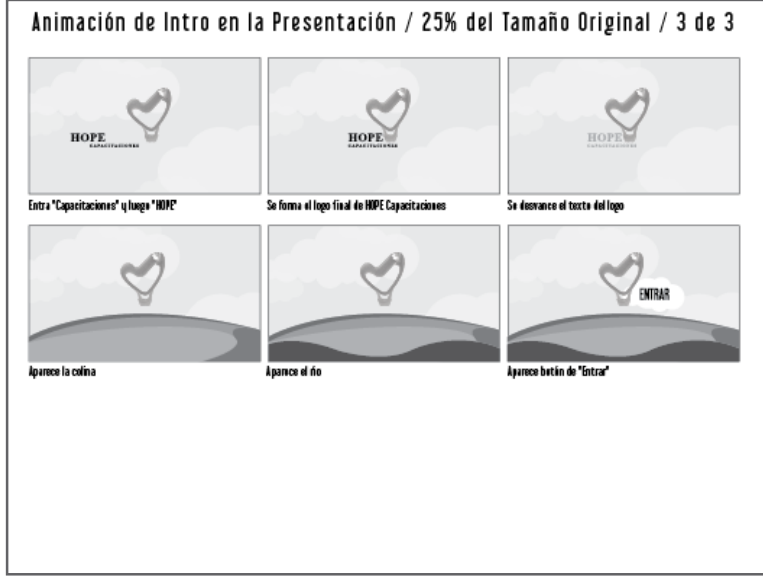 Animación de Intro en la Presentación / 25% del Tamaño Original / 3 de 3
HOPE
CAPACITACIONES
HOPE
CAPACITACIONES
HOPE
CAPACITACIONES
Entra "Capacitaciones" y luego "HOPE"
Se forma el logo final de HOPE Capacitaciones
Se desvance el texto del logo
ENTRAR
Aparece la colina
Aparece el río
Aparece botón de "Entrar"